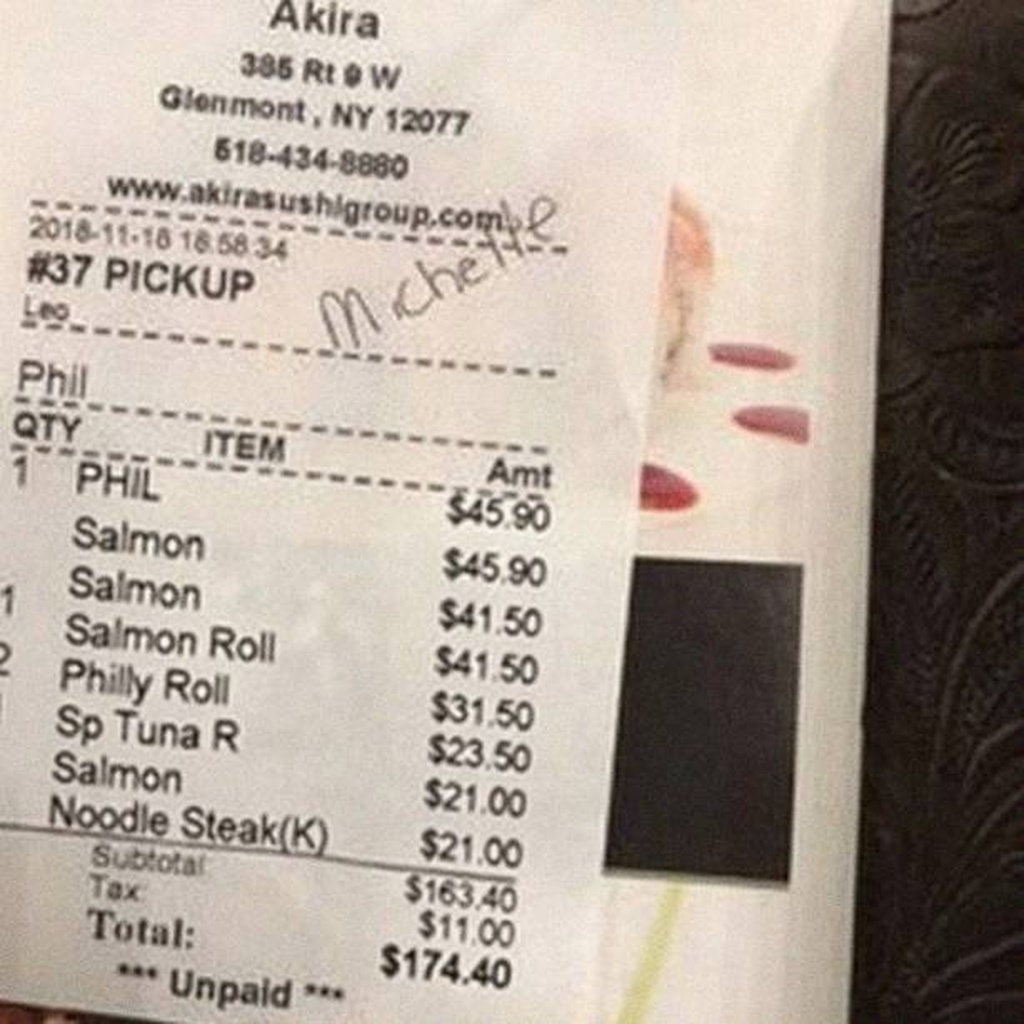 Akira
385 Rt 9 W
Glenmont, NY 12077
518-434-8880
www.akirasushigroup.com
2018-11-18 18:58:34
Michelle
#37 PICKUP
Leo
Phil
QTY ITEM Amt
1 PHIL $45.90
Salmon $45.90
Salmon $41.50
1 Salmon Roll $41.50
2 Philly Roll $31.50
Sp Tuna R $23.50
Salmon $21.00
Noodle Steak(K) $21.00
Subtotal: $163.40
Tax: $11.00
Total: $174.40
*** Unpaid ***